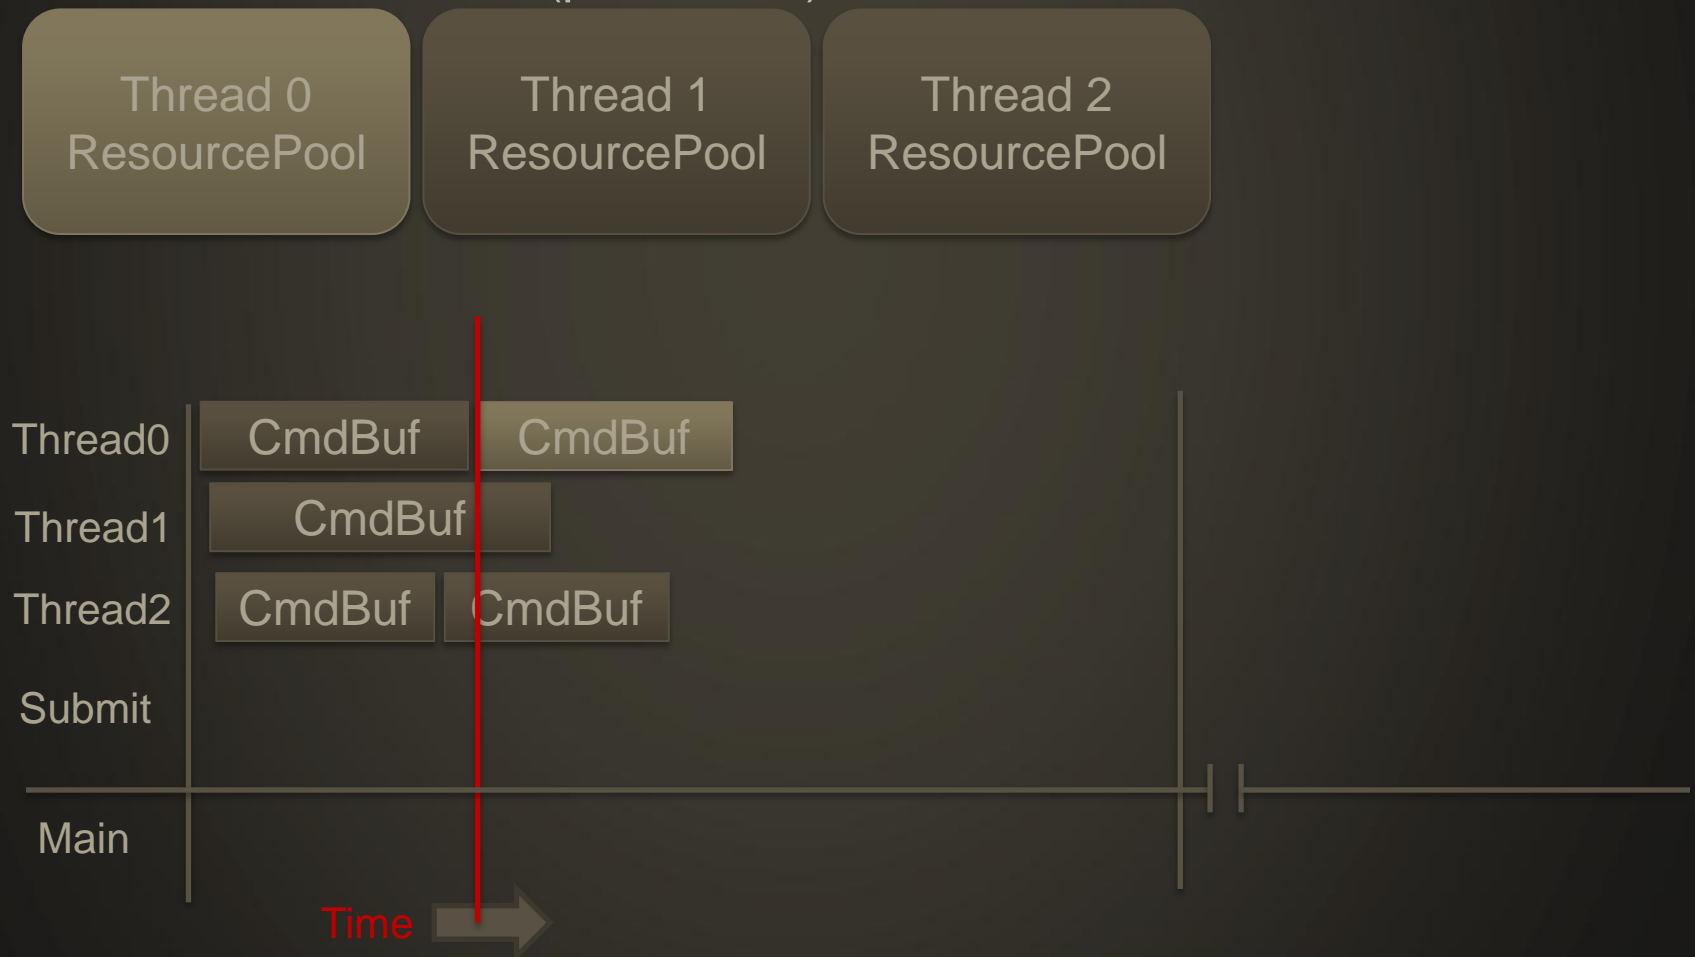 Thread 0
ResourcePool
Thread 1
ResourcePool
Thread 2
ResourcePool
Thread0
CmdBuf
CmdBuf
Thread1
CmdBuf
Thread2
CmdBuf
CmdBuf
Submit
Main
Time